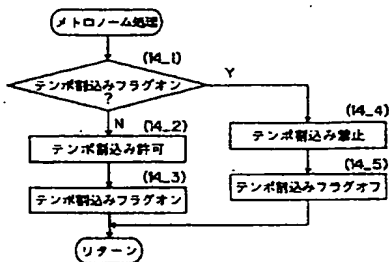 メトロノーム処理
(14_1)
テンポ割込みフラグオン
?
Y
N
(14_2)
テンポ割込み許可
(14_3)
テンポ割込みフラグオン
(14_4)
テンポ割込み禁止
(14_5)
テンポ割込みフラグオフ
リターン